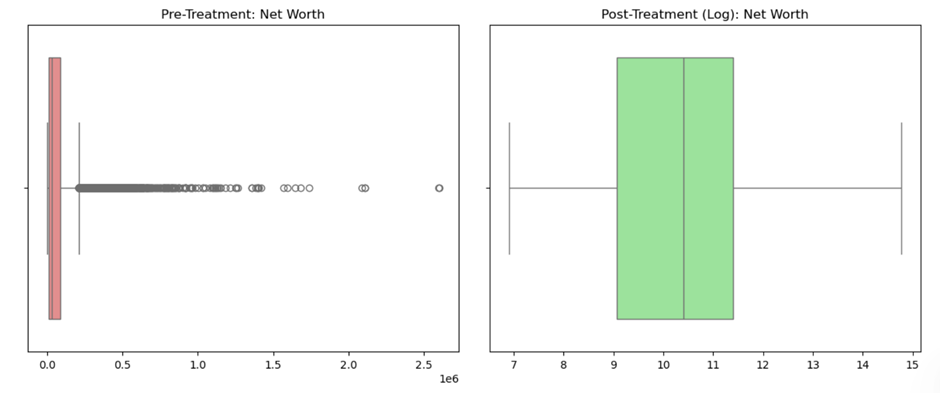 Pre-Treatment: Net Worth
0.0 0.5 1.0 1.5 2.0 2.5
1e6
Post-Treatment (Log): Net Worth
7 8 9 10 11 12 13 14 15